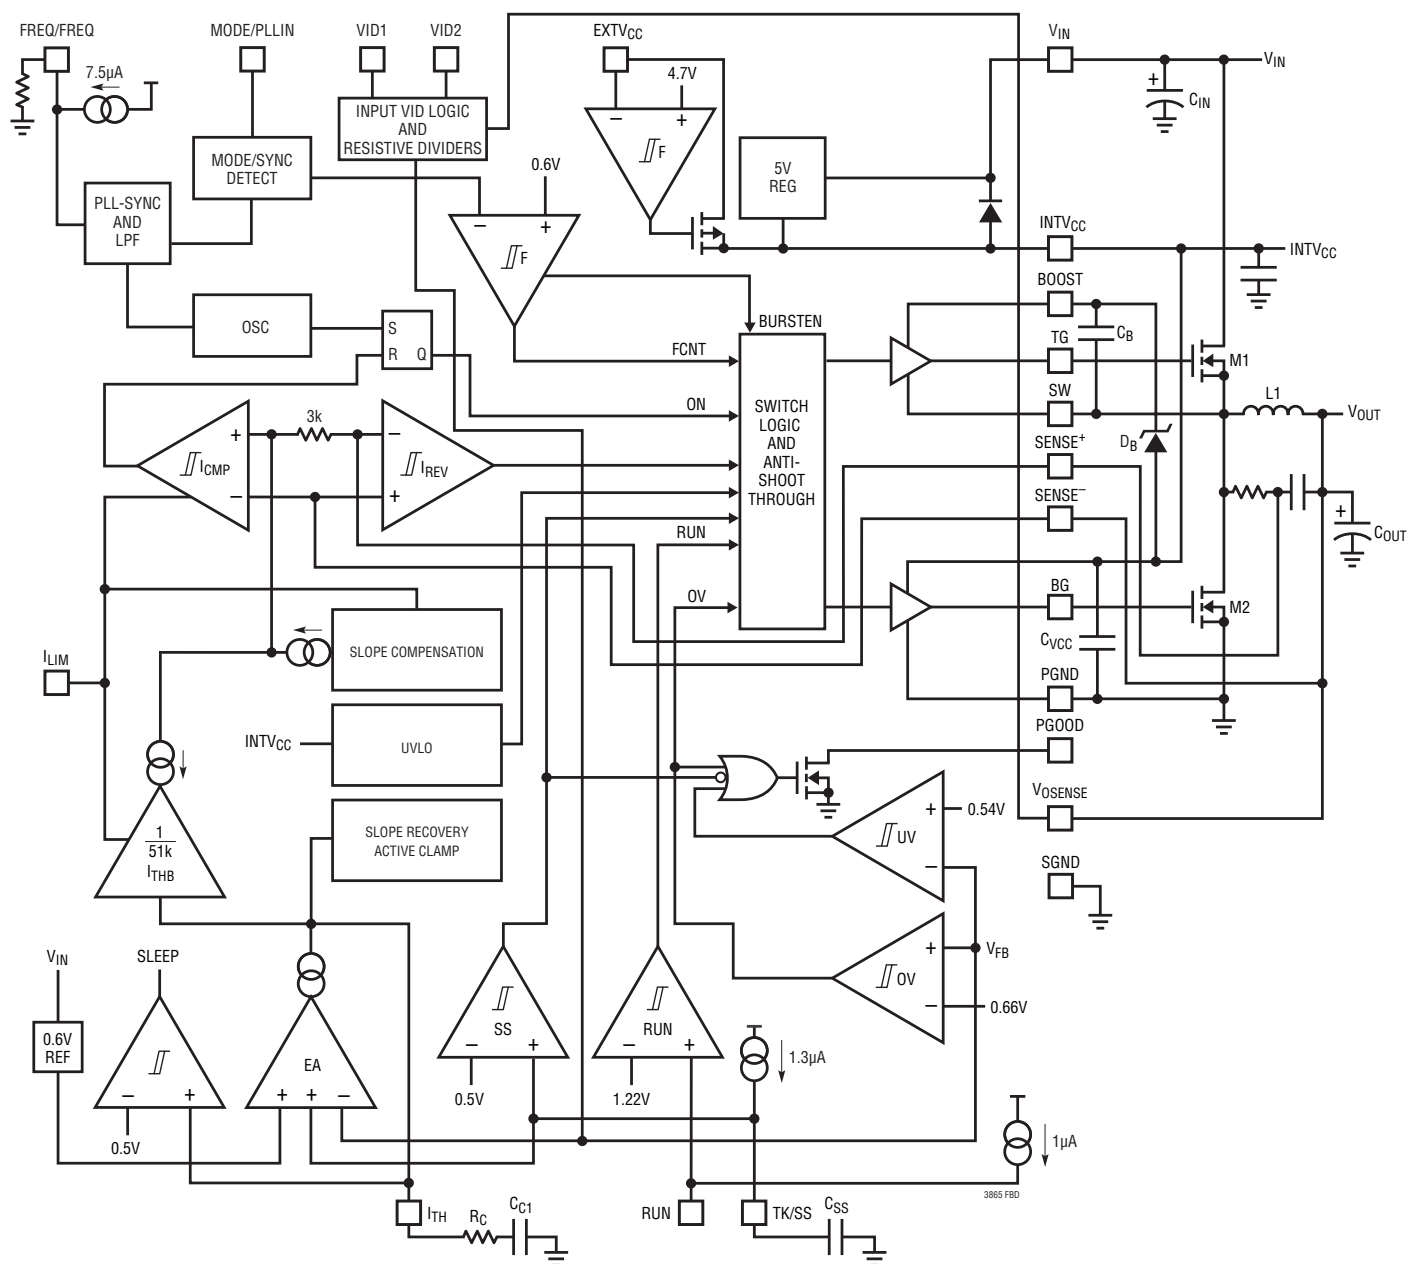 FREQ/FREQ
MODE/PLLIN
VID1
VID2
EXTVCC
VIN
7.5µA
4.7V
VIN
+
CIN
INPUT VID LOGIC
AND
RESISTIVE DIVIDERS
–
+
F
MODE/SYNC
DETECT
0.6V
5V
REG
PLL-SYNC
AND
LPF
–
+
F
INTVCC
INTVCC
BOOST
OSC
S
R
Q
BURSTEN
FCNT
TG
CB
M1
SW
L1
VOUT
ON
SWITCH
LOGIC
AND
ANTI-
SHOOT
THROUGH
3k
+
–
ICMP
–
+
IREV
SENSE+
DB
SENSE–
+
COUT
RUN
OV
BG
M2
CVCC
SLOPE COMPENSATION
ILIM
PGND
INTVCC
UVLO
PGOOD
VOSENSE
+
0.54V
UV
–
SLOPE RECOVERY
ACTIVE CLAMP
1
51k
ITHB
SGND
VIN
SLEEP
+
VFB
OV
–
0.66V
0.6V
REF
–
+
0.5V
EA
+
+
–
SS
–
+
0.5V
RUN
–
+
1.22V
1.3µA
1µA
3865 FBD
ITH
RC
CC1
RUN
TK/SS
CSS